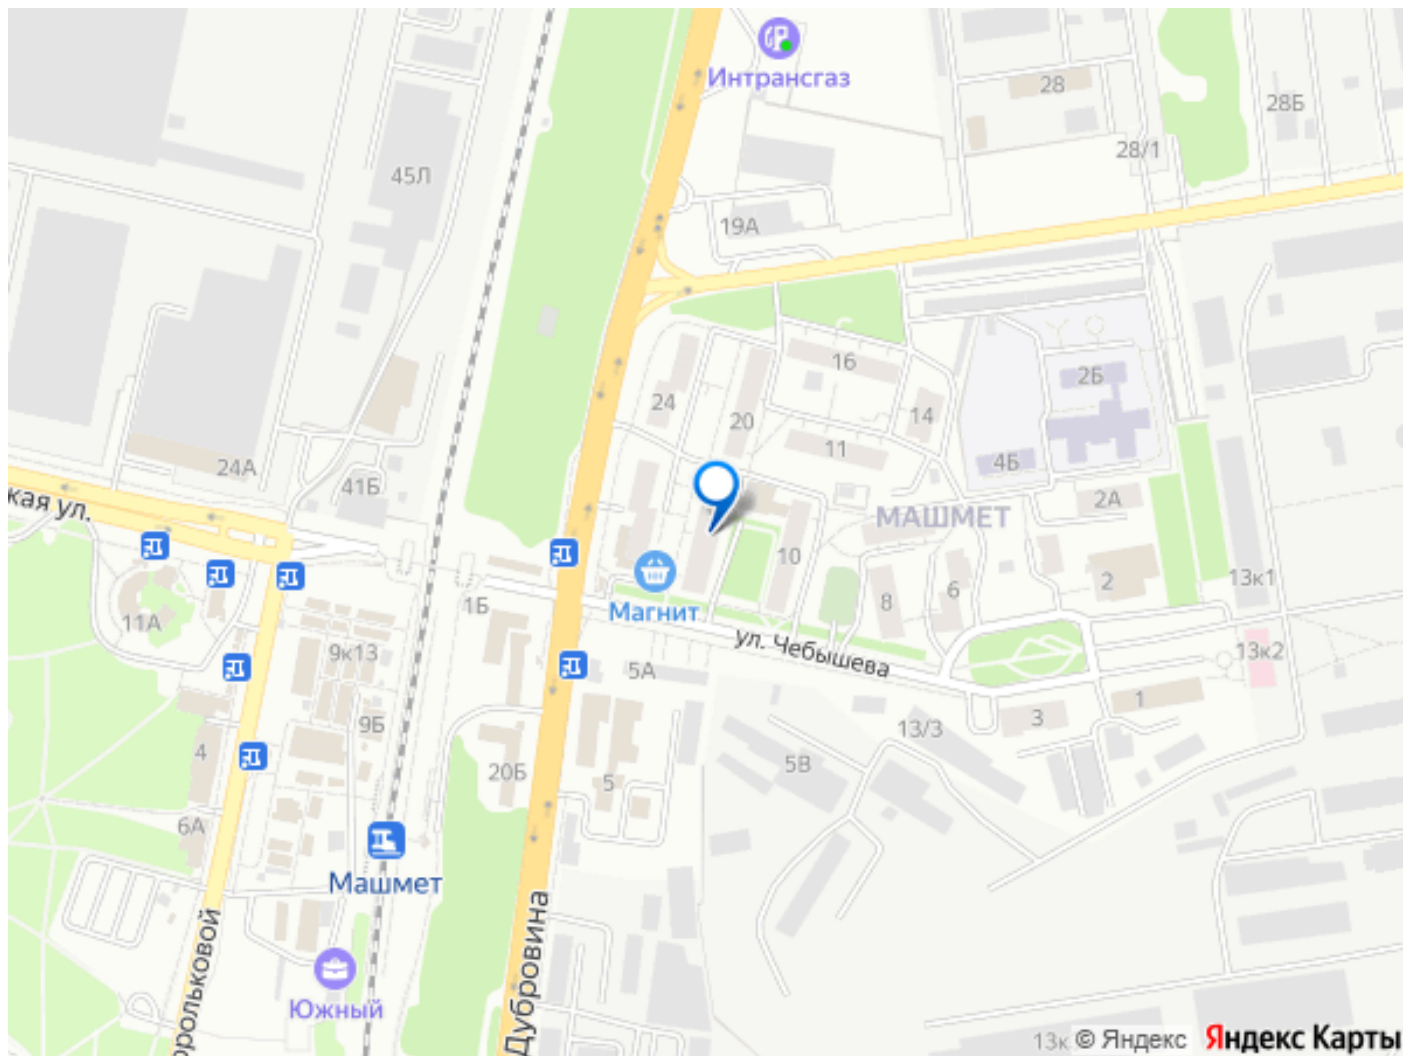 Интрансгаз
28
28Б
28/1
45Л
19А
16
2Б
24
20
14
11
24А
41Б
4Б
2А
кая ул.
МАШМЕТ
10
13к1
2
6
8
1Б
Магнит
11А
ул. Чебышева
9к13
5А
13к2
1
3
9Б
13/3
4
5В
20Б
5
6А
Машмет
Дубровина
орольковой
Южный
13к
© Яндекс
Яндекс Карты